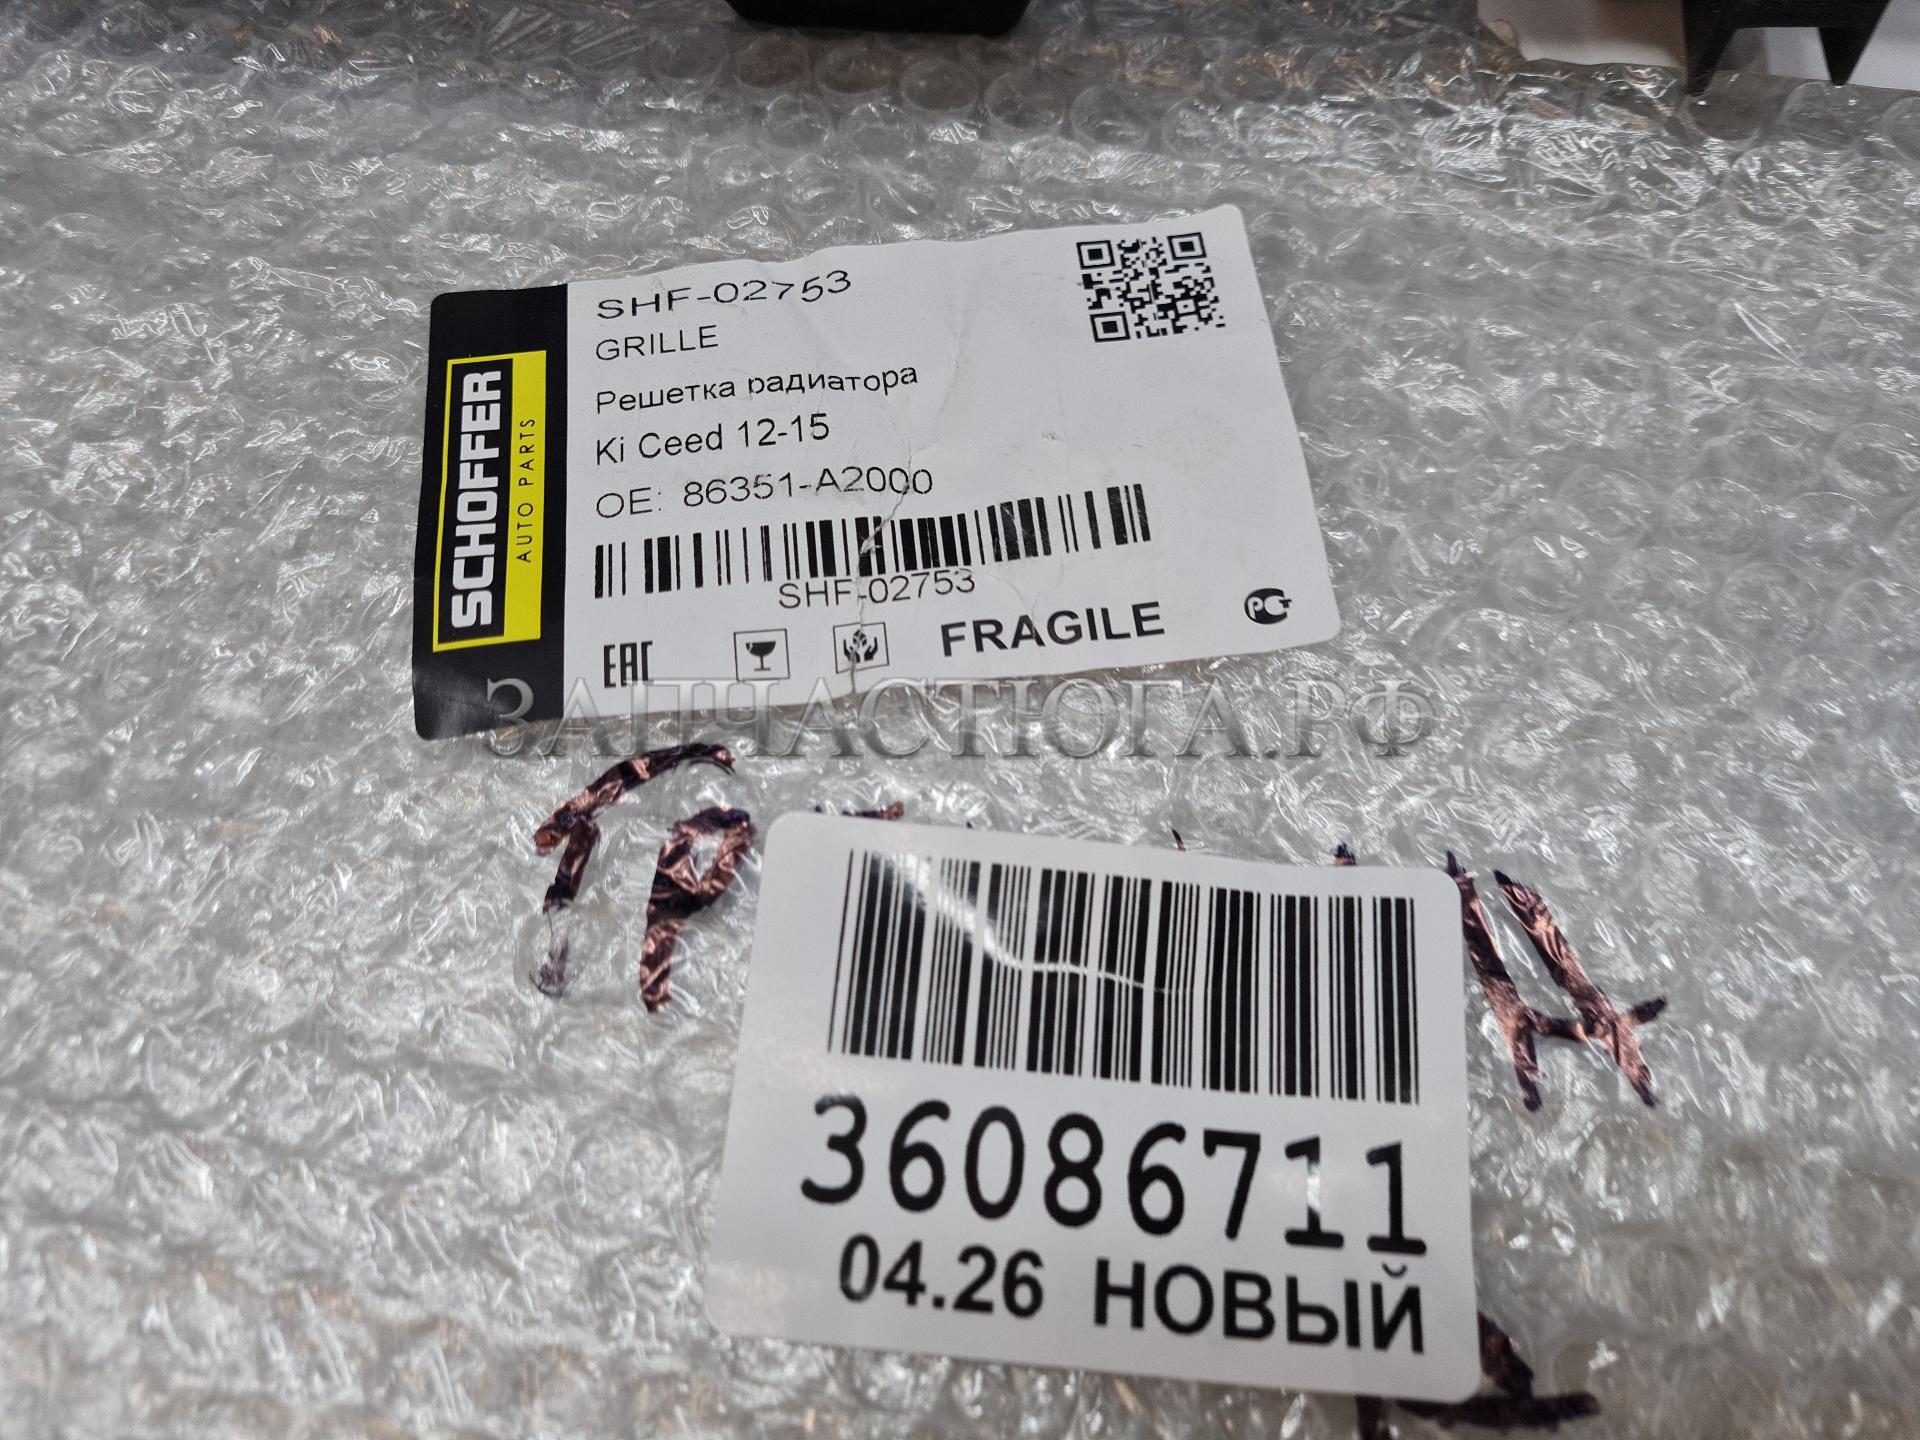 SCHOFFER
AUTO PARTS
SHF-02753
GRILLE
Решетка радиатора
Ki Ceed 12-15
OE: 86351-A2000
SHF-02753
EAC
FRAGILE
РСТ
ЗАПЧАСТЮГА.РФ
36086711
04.26 НОВЫЙ